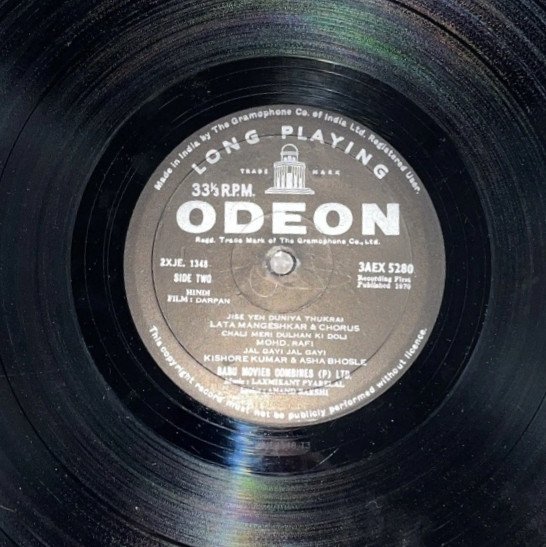 Made in India by The Gramophone Co. of India Ltd. Registered User.
LONG PLAYING
TRADE MARK
33⅓ R.P.M.
ODEON
Regd. Trade Mark of The Gramophone Co., Ltd.
2XJE. 1348
3AEX 5280
SIDE TWO
Recording First
Published 1970
HINDI
FILM : DARPAN
JISE YEH DUNIYA THUKRAI
LATA MANGESHKAR & CHORUS
CHALI MERI DULHAN KI DOLI
MOHD. RAFI
JAL GAYI JAL GAYI
KISHORE KUMAR & ASHA BHOSLE
BABU MOVIES COMBINES (P) LTD.
Music : LAXMIKANT PYARELAL
: ANAND BAKSHI
This copyright record must not be publicly performed without licence.